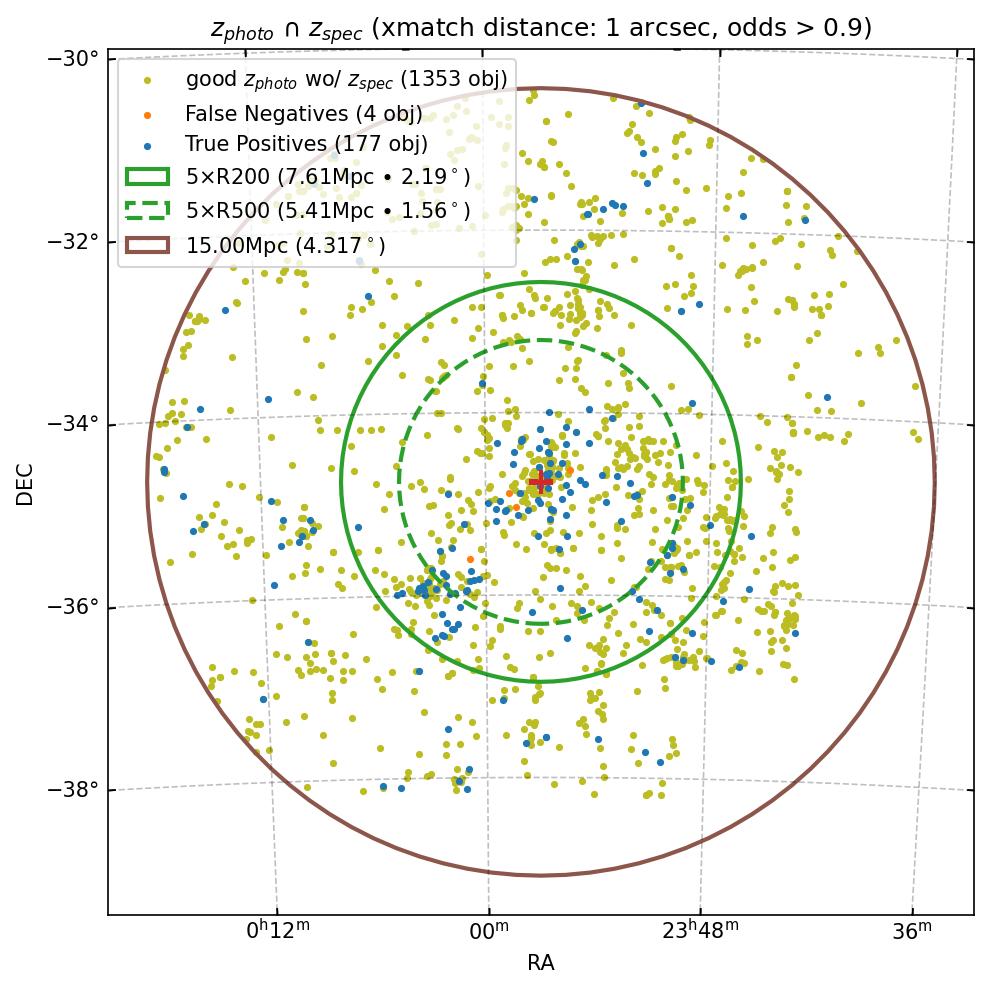 z_photo ∩ z_spec (xmatch distance: 1 arcsec, odds > 0.9)
good z_photo wo/ z_spec (1353 obj)
False Negatives (4 obj)
True Positives (177 obj)
5×R200 (7.61Mpc • 2.19°)
5×R500 (5.41Mpc • 1.56°)
15.00Mpc (4.317°)
−30°
−32°
−34°
−36°
−38°
DEC
0h12m
00m
23h48m
36m
RA